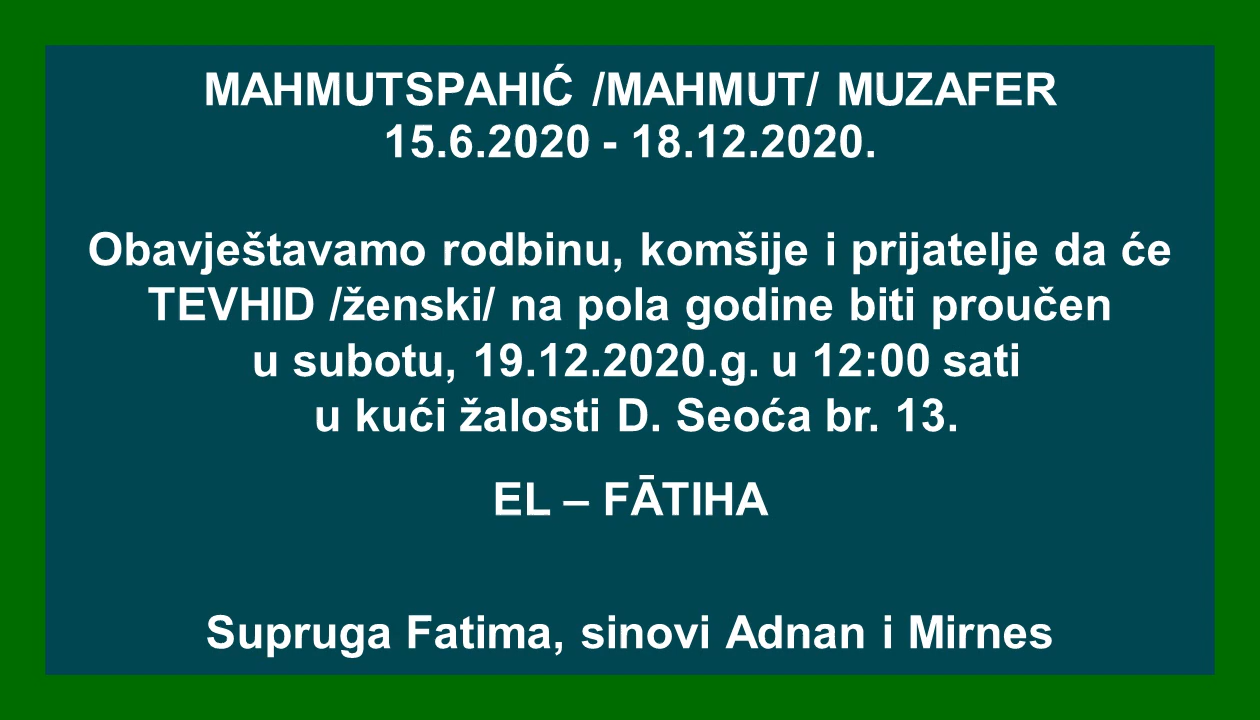 MAHMUTSPAHIĆ /MAHMUT/ MUZAFER
15.6.2020 - 18.12.2020.
Obavještavamo rodbinu, komšije i prijatelje da će
TEVHID /ženski/ na pola godine biti proučen
u subotu, 19.12.2020.g. u 12:00 sati
u kući žalosti D. Seoća br. 13.
EL – FĀTIHA
Supruga Fatima, sinovi Adnan i Mirnes